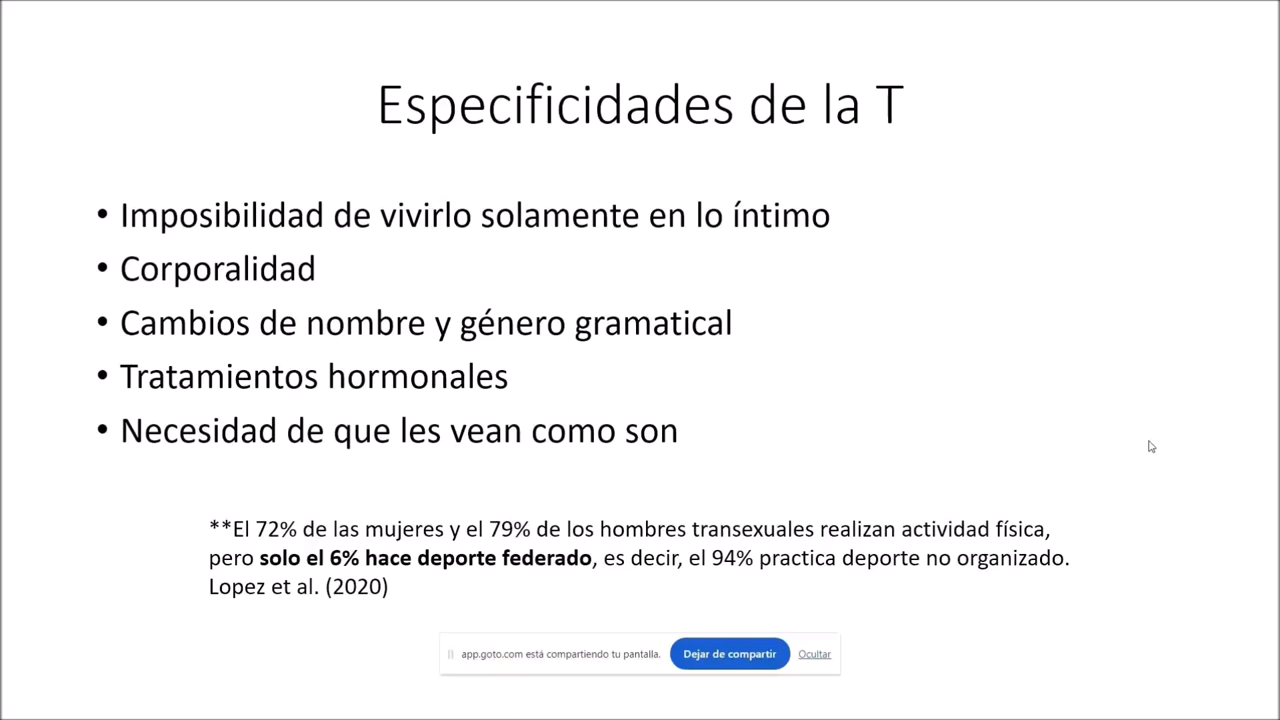 Especificidades de la T
• Imposibilidad de vivirlo solamente en lo íntimo
• Corporalidad
• Cambios de nombre y género gramatical
• Tratamientos hormonales
• Necesidad de que les vean como son
**El 72% de las mujeres y el 79% de los hombres transexuales realizan actividad física,
pero solo el 6% hace deporte federado, es decir, el 94% practica deporte no organizado.
Lopez et al. (2020)
app.goto.com está compartiendo tu pantalla. Dejar de compartir Ocultar